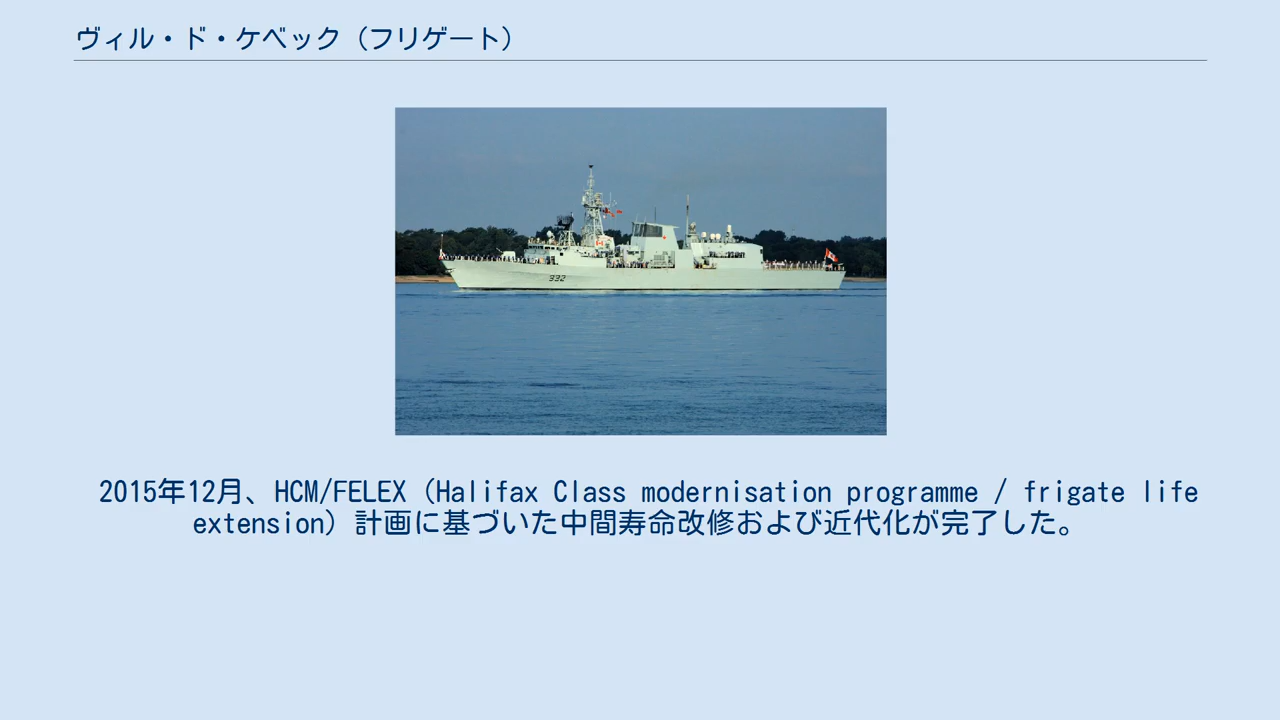 ヴィル・ド・ケベック（フリゲート）
332
2015年12月、HCM/FELEX（Halifax Class modernisation programme / frigate life
extension）計画に基づいた中間寿命改修および近代化が完了した。